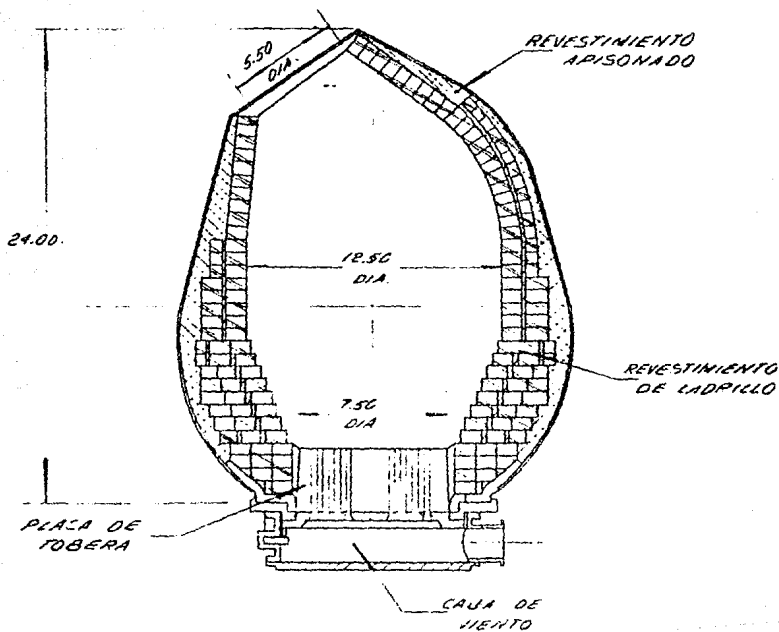 5.50
DIA.
REVESTIMIENTO
APISONADO
24.00.
12.50
DIA.
REVESTIMIENTO
DE LADRILLO
7.50
DIA
PLACA DE
TOBERA
CAJA DE
VIENTO